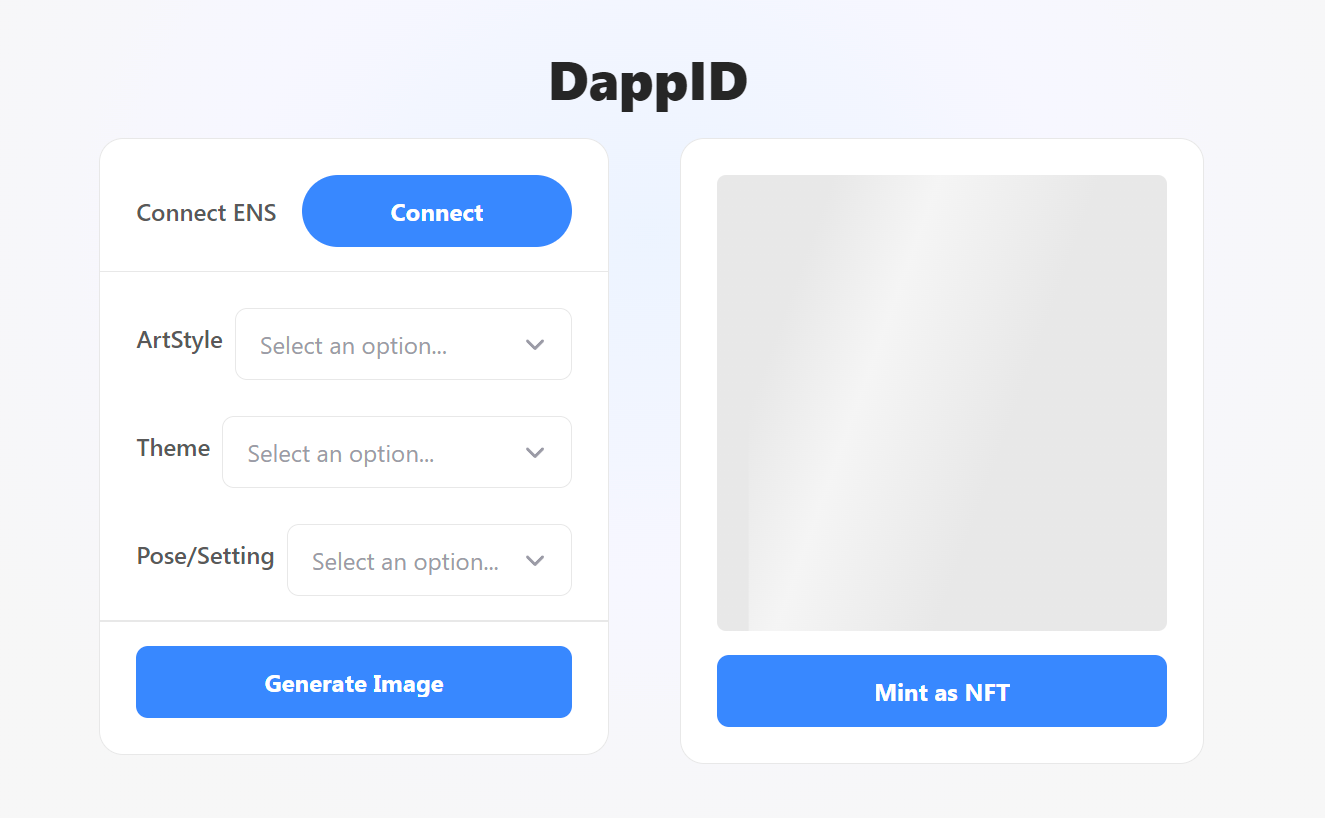 DappID
Connect ENS
Connect
ArtStyle
Select an option...
Theme
Select an option...
Pose/Setting
Select an option...
Generate Image
Mint as NFT